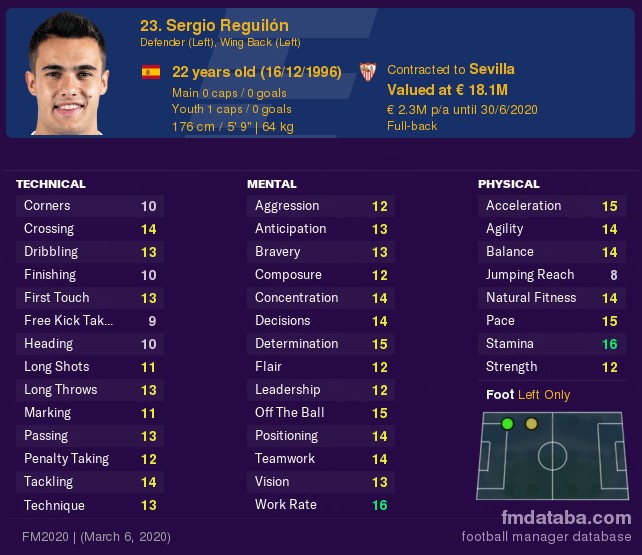 23. Sergio Reguilón
Defender (Left), Wing Back (Left)
22 years old (16/12/1996)
Main 0 caps / 0 goals
Youth 1 caps / 0 goals
176 cm / 5' 9" | 64 kg
Contracted to Sevilla
Valued at € 18.1M
€ 2.3M p/a until 30/6/2020
Full-back
TECHNICAL
Corners 10
Crossing 14
Dribbling 13
Finishing 10
First Touch 13
Free Kick Tak... 9
Heading 10
Long Shots 11
Long Throws 13
Marking 11
Passing 13
Penalty Taking 12
Tackling 14
Technique 13
MENTAL
Aggression 12
Anticipation 13
Bravery 13
Composure 12
Concentration 14
Decisions 14
Determination 15
Flair 12
Leadership 12
Off The Ball 15
Positioning 14
Teamwork 14
Vision 13
Work Rate 16
PHYSICAL
Acceleration 15
Agility 14
Balance 14
Jumping Reach 8
Natural Fitness 14
Pace 15
Stamina 16
Strength 12
Foot Left Only
FM2020 | (March 6, 2020)
fmdataba.com
football manager database